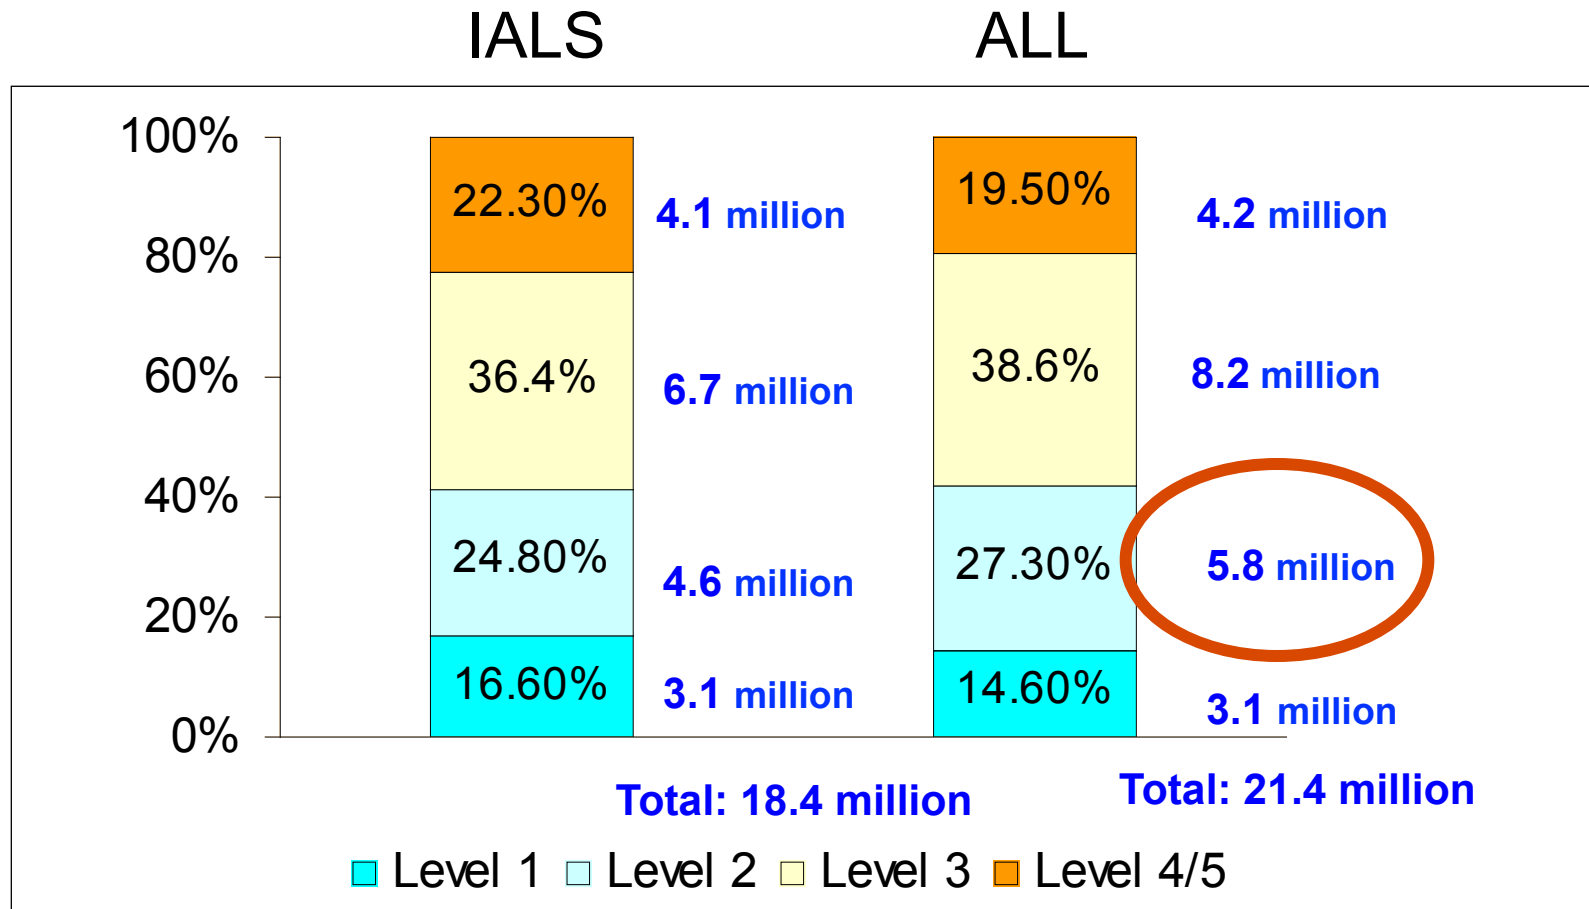 IALS ALL
100%
22.30% 4.1 million 19.50% 4.2 million
80%
60% 36.4% 6.7 million 38.6% 8.2 million
40%
24.80% 4.6 million 27.30% 5.8 million
20%
16.60% 3.1 million 14.60% 3.1 million
0%
Total: 18.4 million Total: 21.4 million
Level 1 Level 2 Level 3 Level 4/5